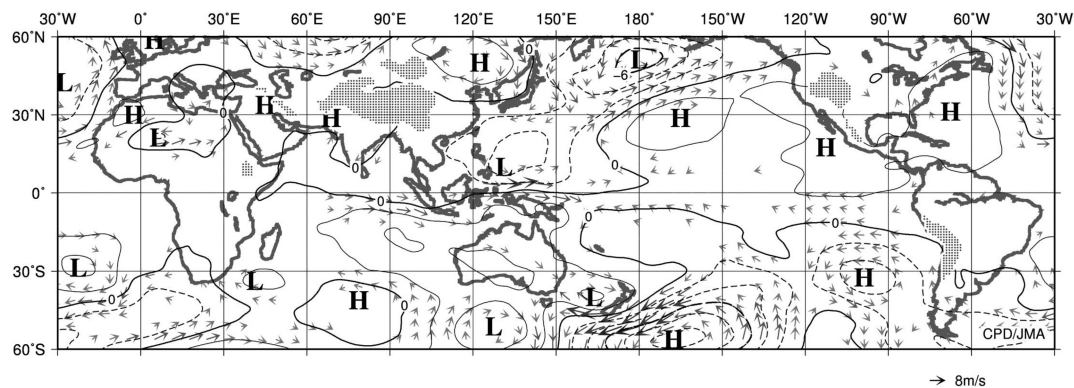 30°W 0° 30°E 60°E 90°E 120°E 150°E 180° 150°W 120°W 90°W 60°W 30°W
60°N H 0
L H L H
-6
30°N H H H H H
L 0 H
L 0 L 0
0°
0 0 0
30°S L L H
0 H 0 L
L H
60°S CPD/JMA
8m/s